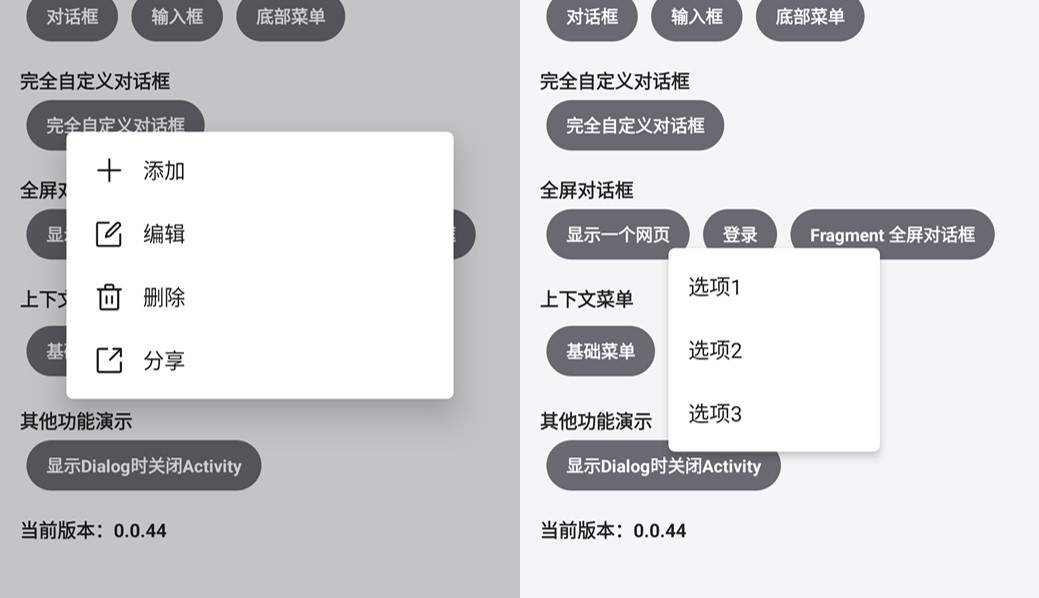 对话框 输入框 底部菜单
完全自定义对话框
完全自定义对话框
添加
全屏
编辑
删除
上下文
分享
其他功能演示
显示Dialog时关闭Activity
当前版本：0.0.44
对话框 输入框 底部菜单
完全自定义对话框
完全自定义对话框
全屏对话框
显示一个网页 登录 Fragment 全屏对话框
选项1
上下文菜单
基础菜单 选项2
选项3
其他功能演示
显示Dialog时关闭Activity
当前版本：0.0.44